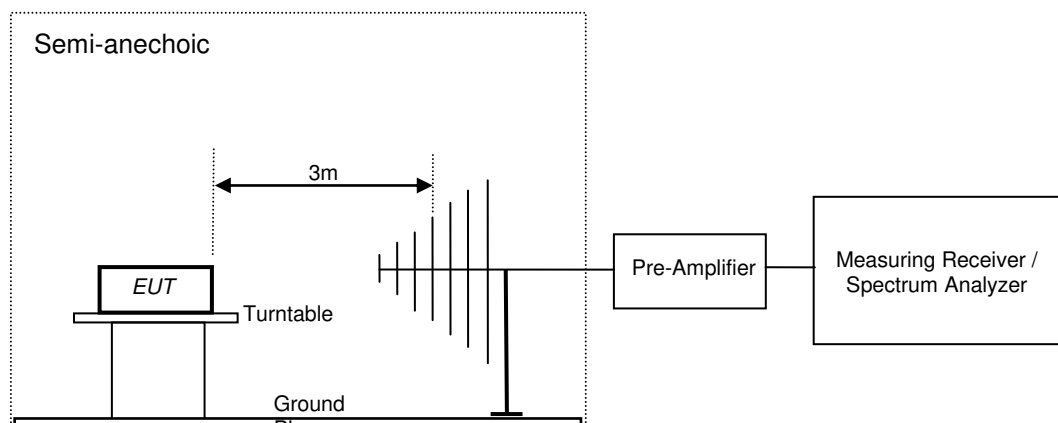 Semi-anechoic
3m
EUT
Turntable
Ground
Pre-Amplifier
Measuring Receiver /
Spectrum Analyzer